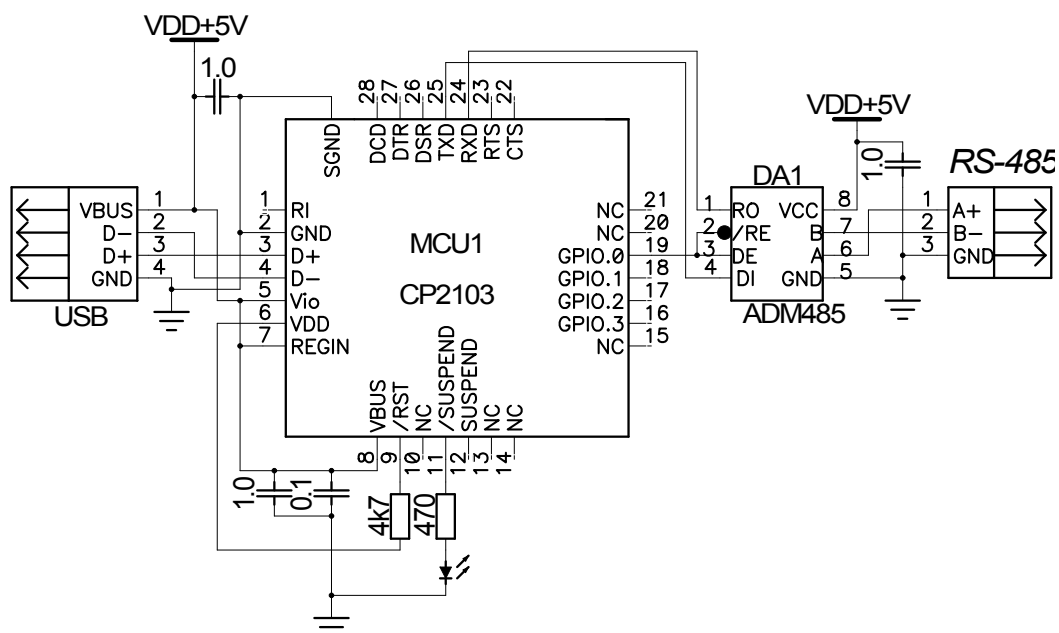 VDD+5V
1.0
28 27 26 25 24 23 22
SGND DCD DTR DSR TXD RXD RTS CTS
VDD+5V
1.0
RS-485
DA1
VBUS 1
D- 2
D+ 3
GND 4
USB
1 RI
2 GND
3 D+
4 D-
5 Vio
6 VDD
7 REGIN
MCU1
CP2103
NC 21
NC 20
GPIO.0 19
GPIO.1 18
GPIO.2 17
GPIO.3 16
NC 15
1 RO VCC 8
2 /RE B 7
3 DE A 6
4 DI GND 5
ADM485
1 A+
2 B-
3 GND
VBUS /RST NC /SUSPEND SUSPEND NC NC
8 9 10 11 12 13 14
1.0 0.1 4k7 470